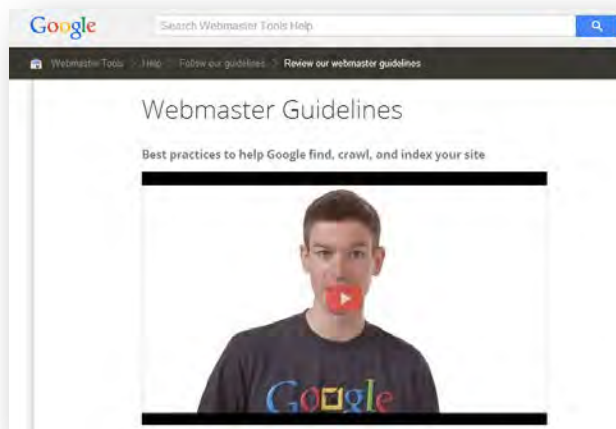 Google
Search Webmaster Tools Help
Webmaster Tools > Help > Follow our guidelines > Review our webmaster guidelines
Webmaster Guidelines
Best practices to help Google find, crawl, and index your site
Google